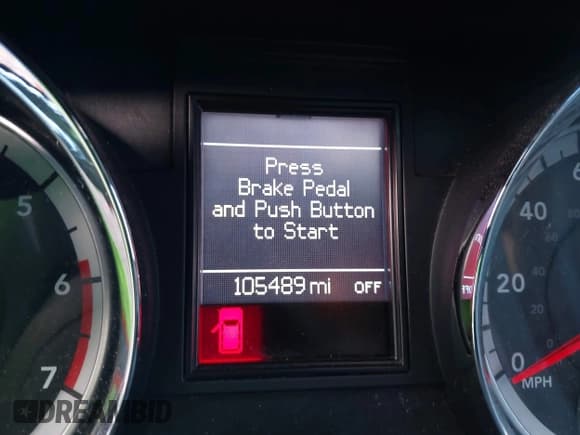 Press
Brake Pedal
and Push Button
to Start
105489 mi OFF
5
6
7
60
40
20
0
MPH
DREAMBID